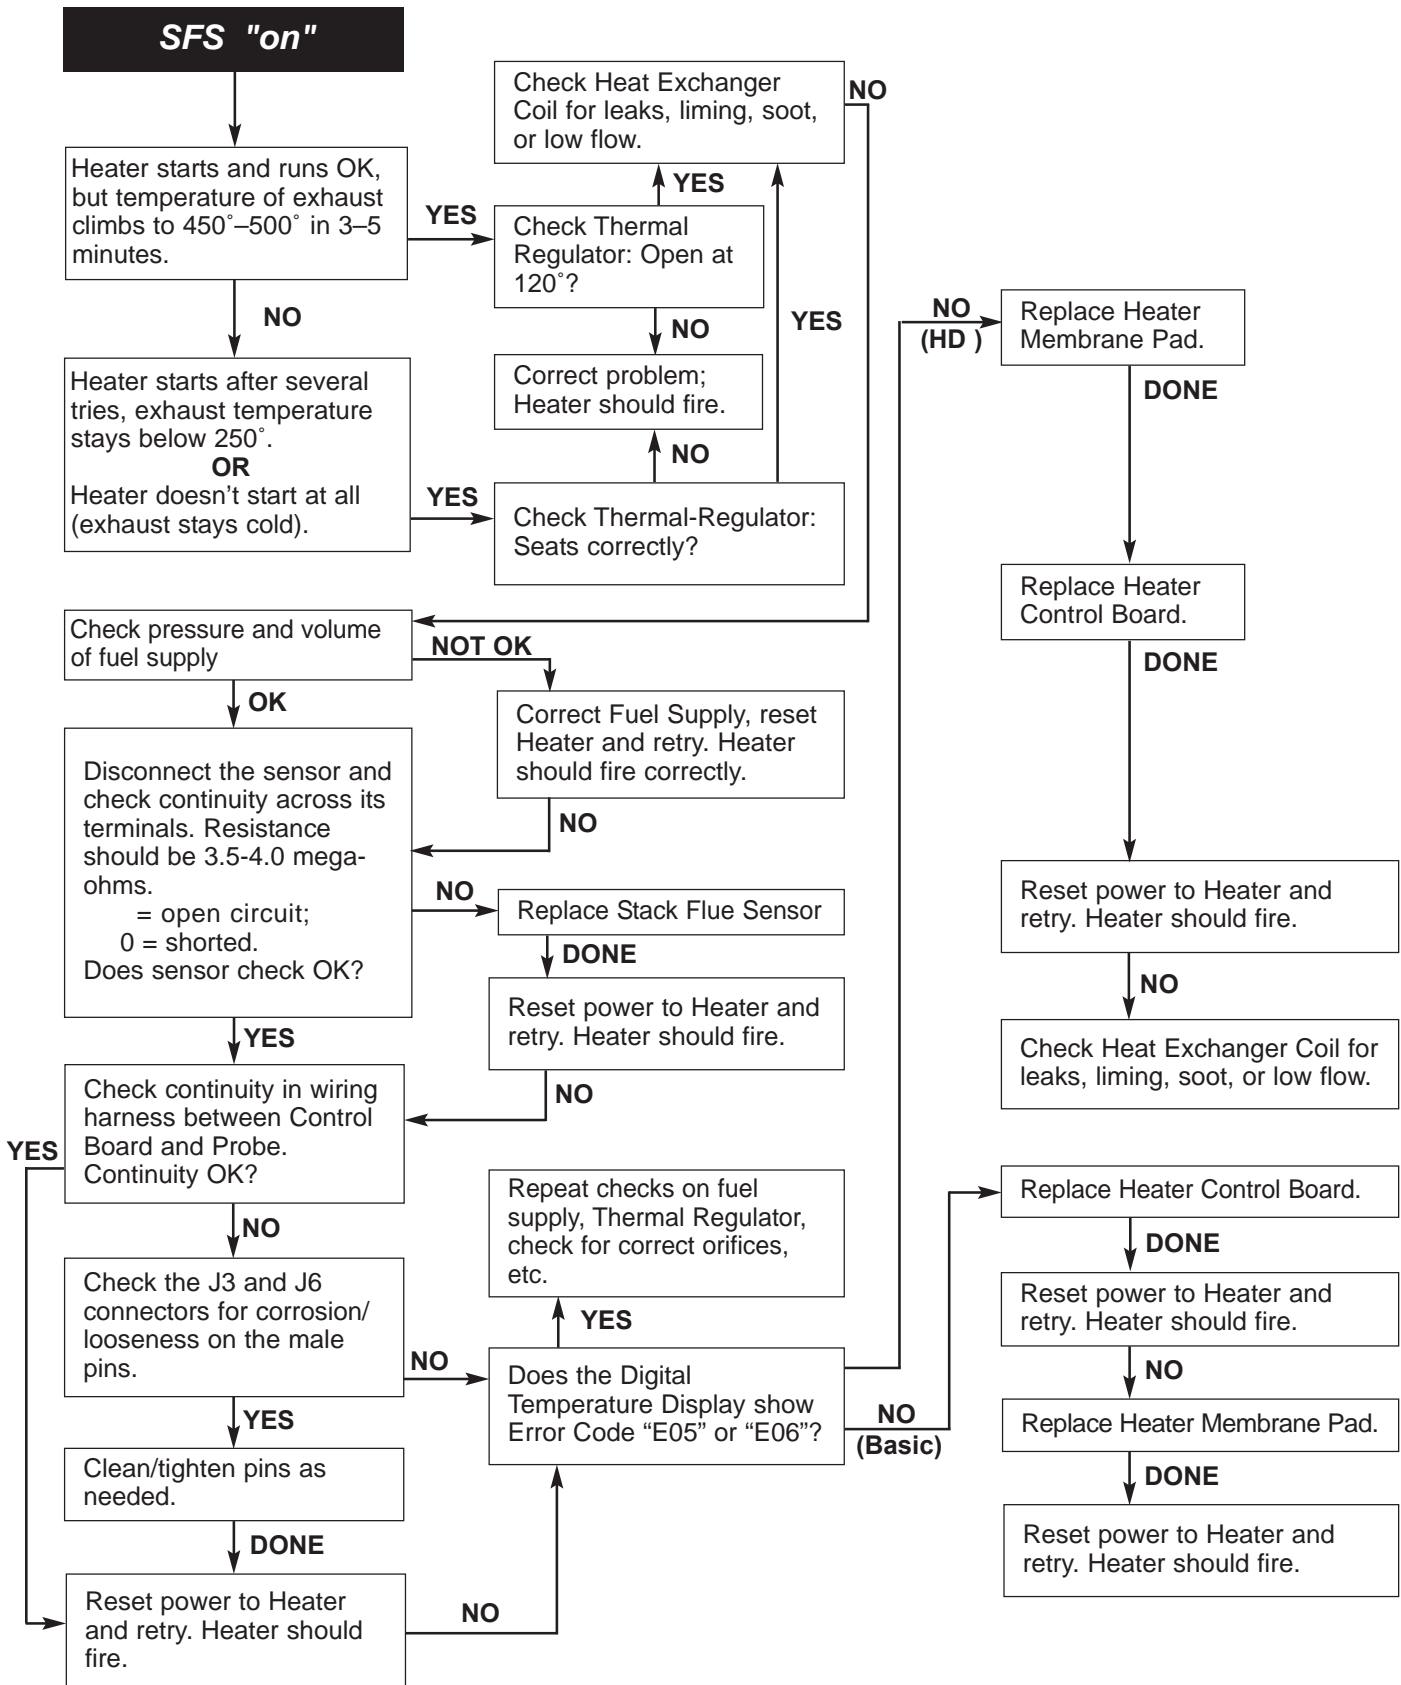 SFS "on"
Heater starts and runs OK,
but temperature of exhaust
climbs to 450˚–500˚ in 3–5
minutes.
YES
NO
Check Heat Exchanger
Coil for leaks, liming, soot,
or low flow.
NO
YES
Check Thermal
Regulator: Open at
120˚?
NO
YES
Correct problem;
Heater should fire.
NO
Heater starts after several
tries, exhaust temperature
stays below 250˚.
OR
Heater doesn't start at all
(exhaust stays cold).
YES
Check Thermal-Regulator:
Seats correctly?
Check pressure and volume
of fuel supply
NOT OK
OK
Correct Fuel Supply, reset
Heater and retry. Heater
should fire correctly.
NO
Disconnect the sensor and
check continuity across its
terminals. Resistance
should be 3.5-4.0 mega-
ohms.
= open circuit;
0 = shorted.
Does sensor check OK?
NO
Replace Stack Flue Sensor
DONE
Reset power to Heater and
retry. Heater should fire.
NO
YES
Check continuity in wiring
harness between Control
Board and Probe.
Continuity OK?
YES
NO
Check the J3 and J6
connectors for corrosion/
looseness on the male
pins.
NO
YES
Clean/tighten pins as
needed.
DONE
Reset power to Heater
and retry. Heater should
fire.
NO
Repeat checks on fuel
supply, Thermal Regulator,
check for correct orifices,
etc.
YES
Does the Digital
Temperature Display show
Error Code “E05” or “E06”?
NO
(HD )
Replace Heater
Membrane Pad.
DONE
Replace Heater
Control Board.
DONE
Reset power to Heater and
retry. Heater should fire.
NO
Check Heat Exchanger Coil for
leaks, liming, soot, or low flow.
NO
(Basic)
Replace Heater Control Board.
DONE
Reset power to Heater and
retry. Heater should fire.
NO
Replace Heater Membrane Pad.
DONE
Reset power to Heater and
retry. Heater should fire.